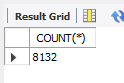 Result Grid
COUNT(*)
8132